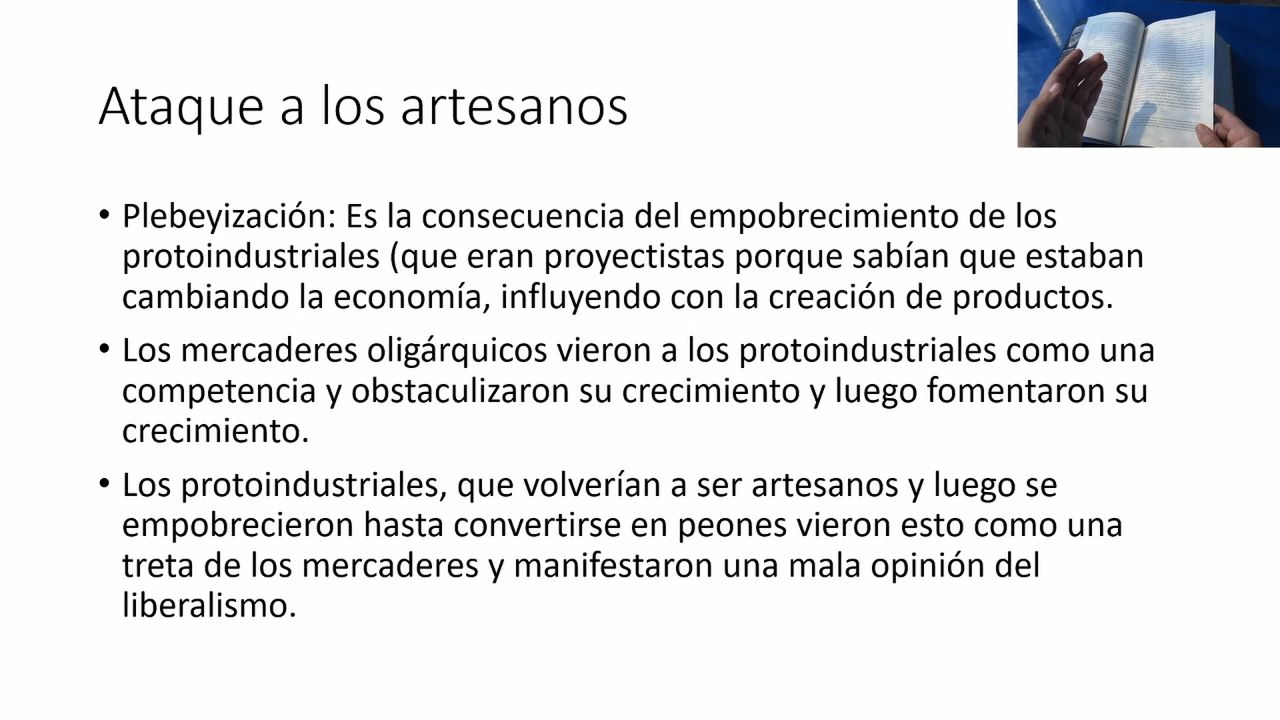 Ataque a los artesanos
• Plebeyización: Es la consecuencia del empobrecimiento de los
protoindustriales (que eran proyectistas porque sabían que estaban
cambiando la economía, influyendo con la creación de productos.
• Los mercaderes oligárquicos vieron a los protoindustriales como una
competencia y obstaculizaron su crecimiento y luego fomentaron su
crecimiento.
• Los protoindustriales, que volverían a ser artesanos y luego se
empobrecieron hasta convertirse en peones vieron esto como una
treta de los mercaderes y manifestaron una mala opinión del
liberalismo.